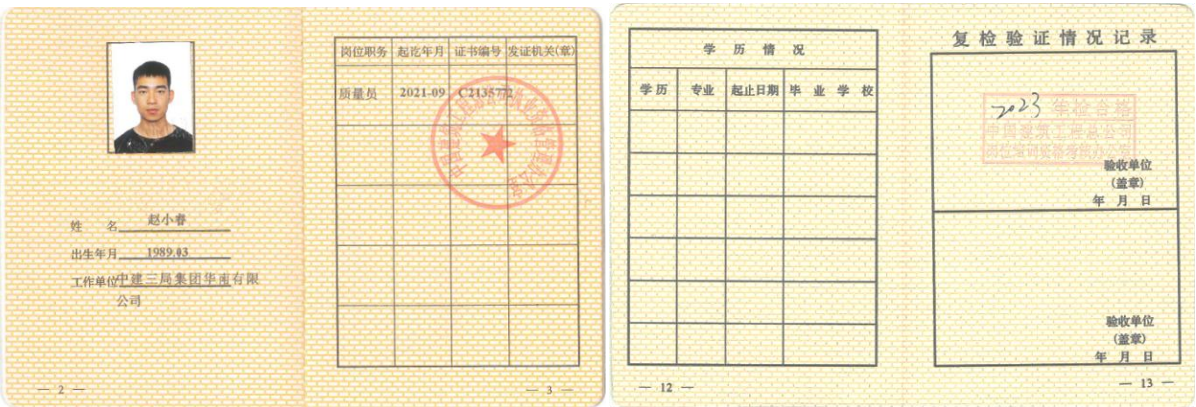 姓 名 赵小睿
出生年月 1989.03
工作单位 中建三局集团华南有限
公司
— 2 —
岗位职务 起讫年月 证书编号 发证机关(章)
质量员 2021-09 C2135772
— 3 —
学 历 情 况
学历 专业 起止日期 毕 业 学 校
— 12 —
复检验证情况记录
2023 年检合格
中国建筑工程总公司
验收单位
(盖章)
年 月 日
验收单位
(盖章)
年 月 日
— 13 —